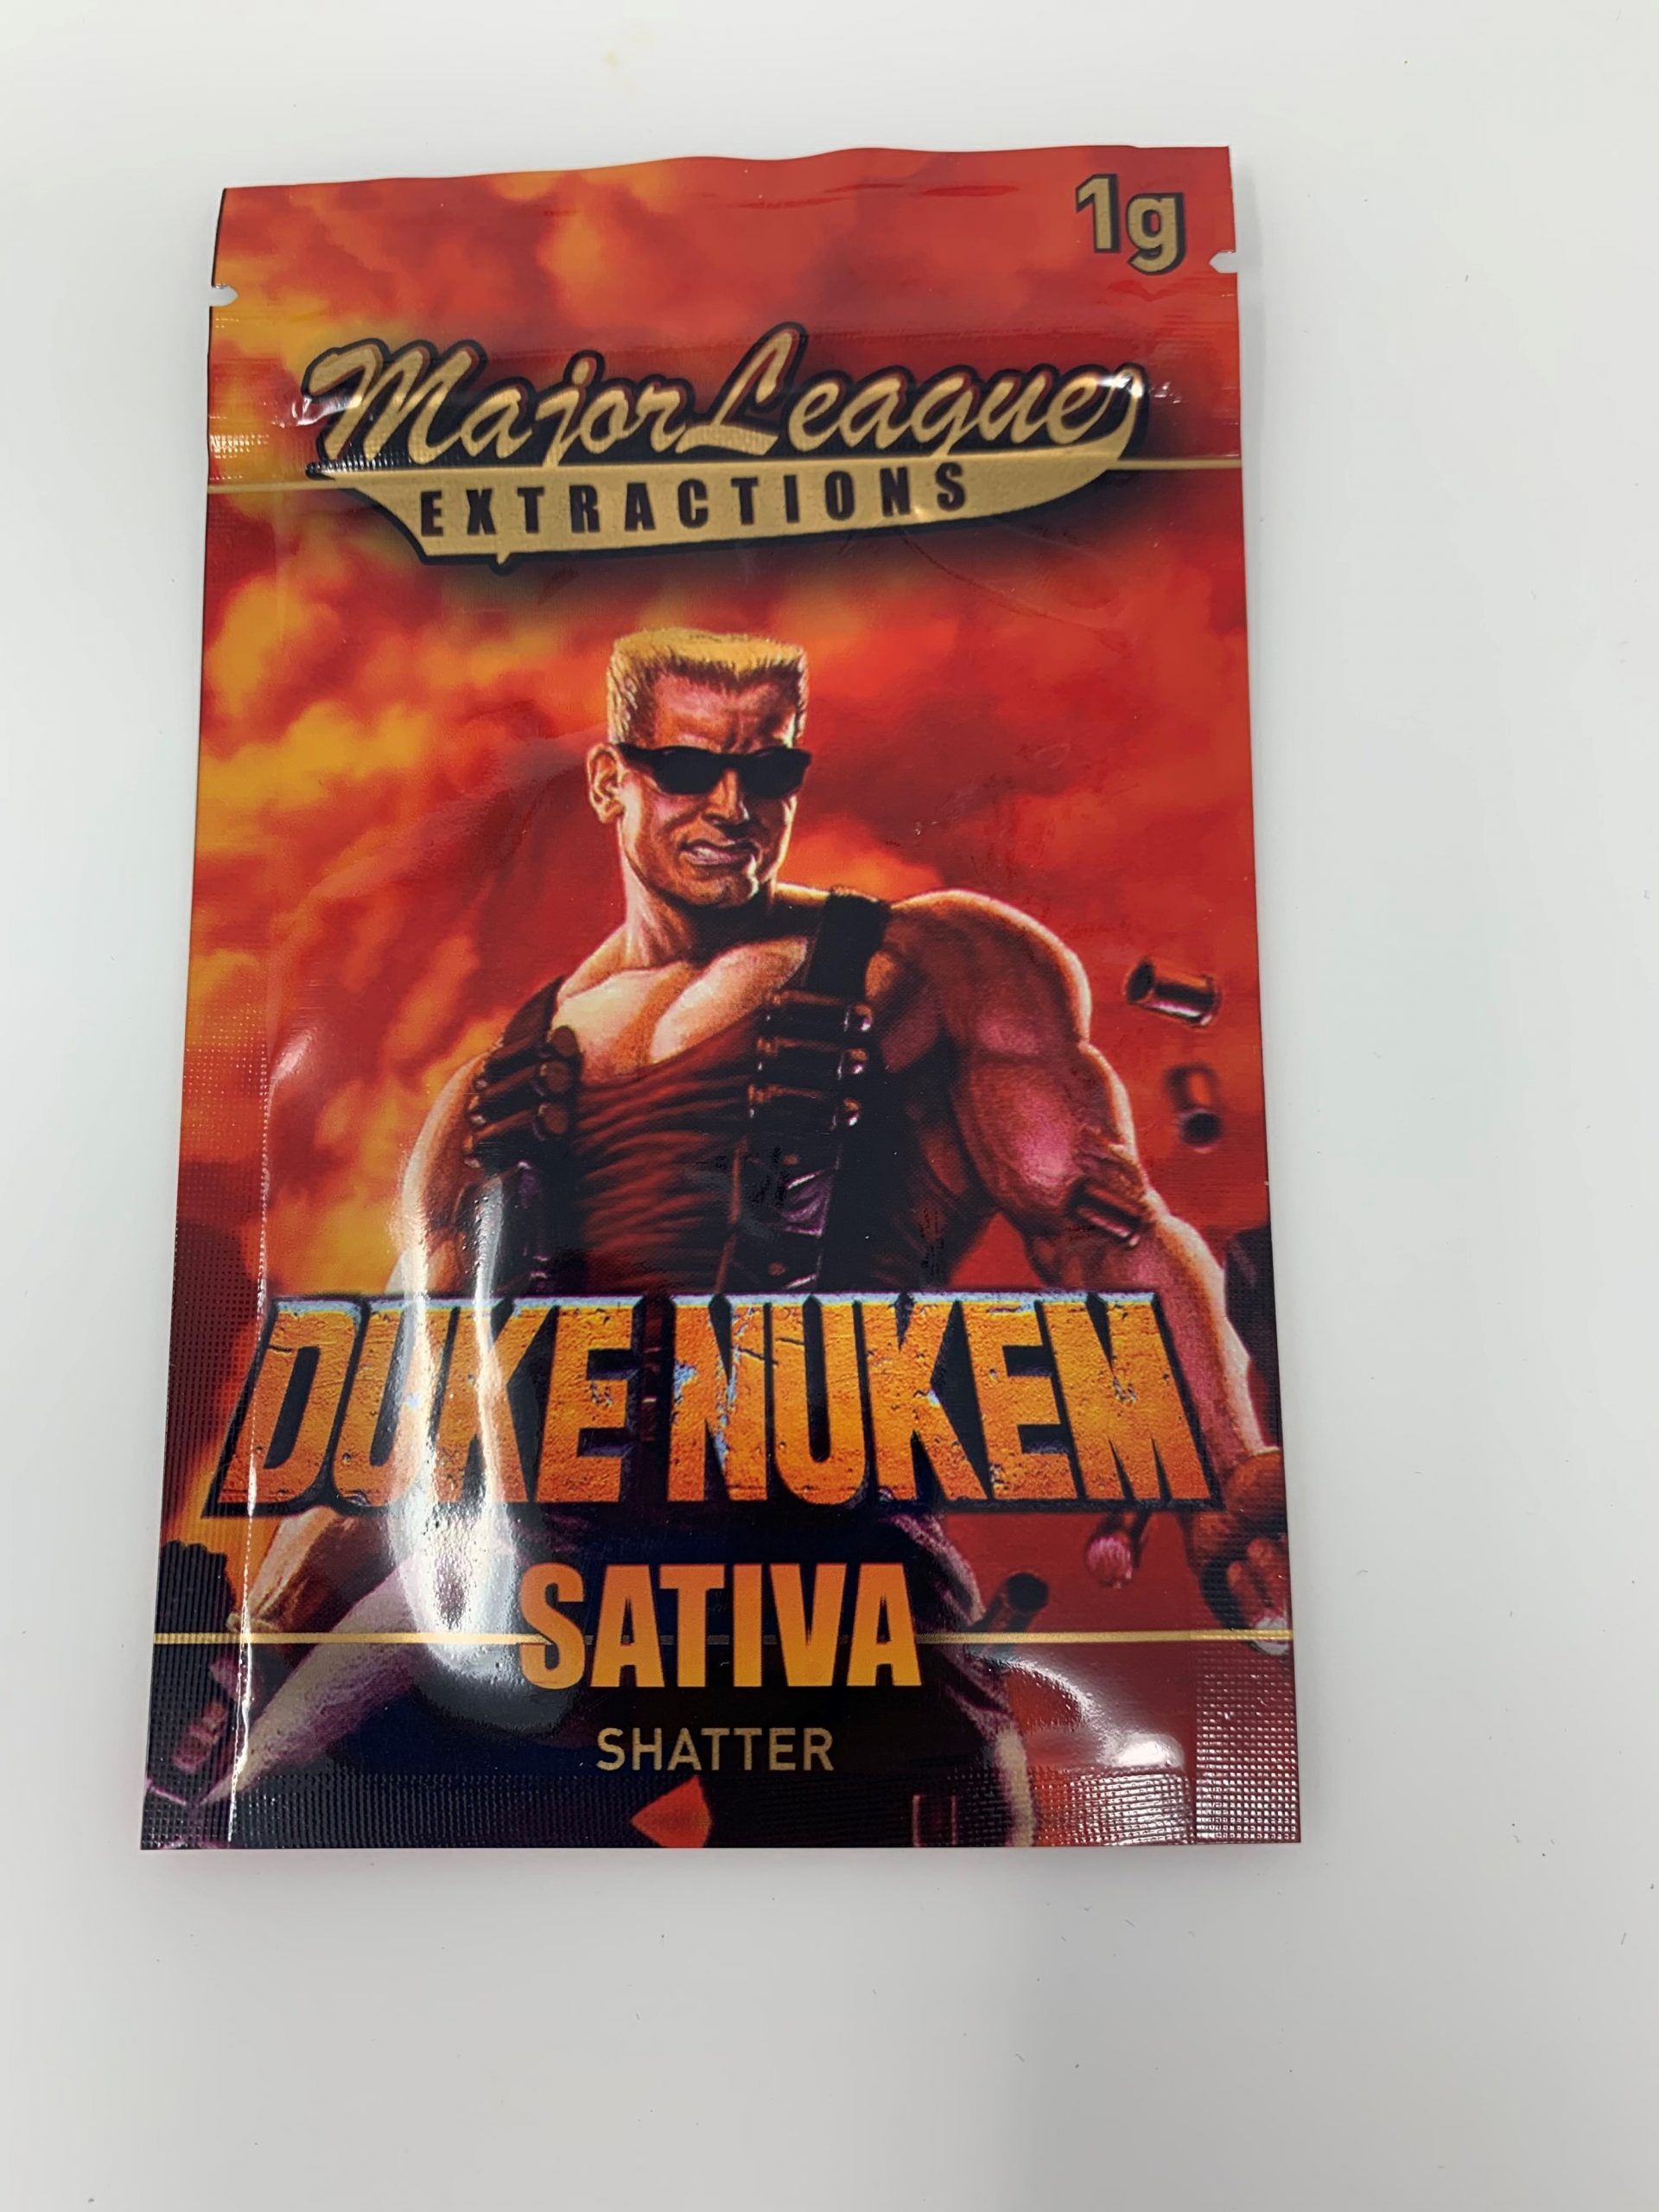 1g
Major League
EXTRACTIONS
DUKE NUKEM
SATIVA
SHATTER